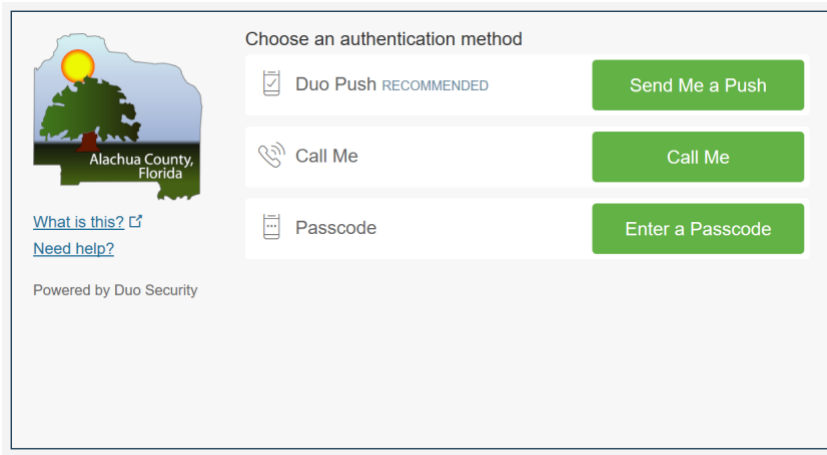 Choose an authentication method
Duo Push RECOMMENDED
Send Me a Push
Call Me
Call Me
Passcode
Enter a Passcode
Alachua County,
Florida
What is this?
Need help?
Powered by Duo Security